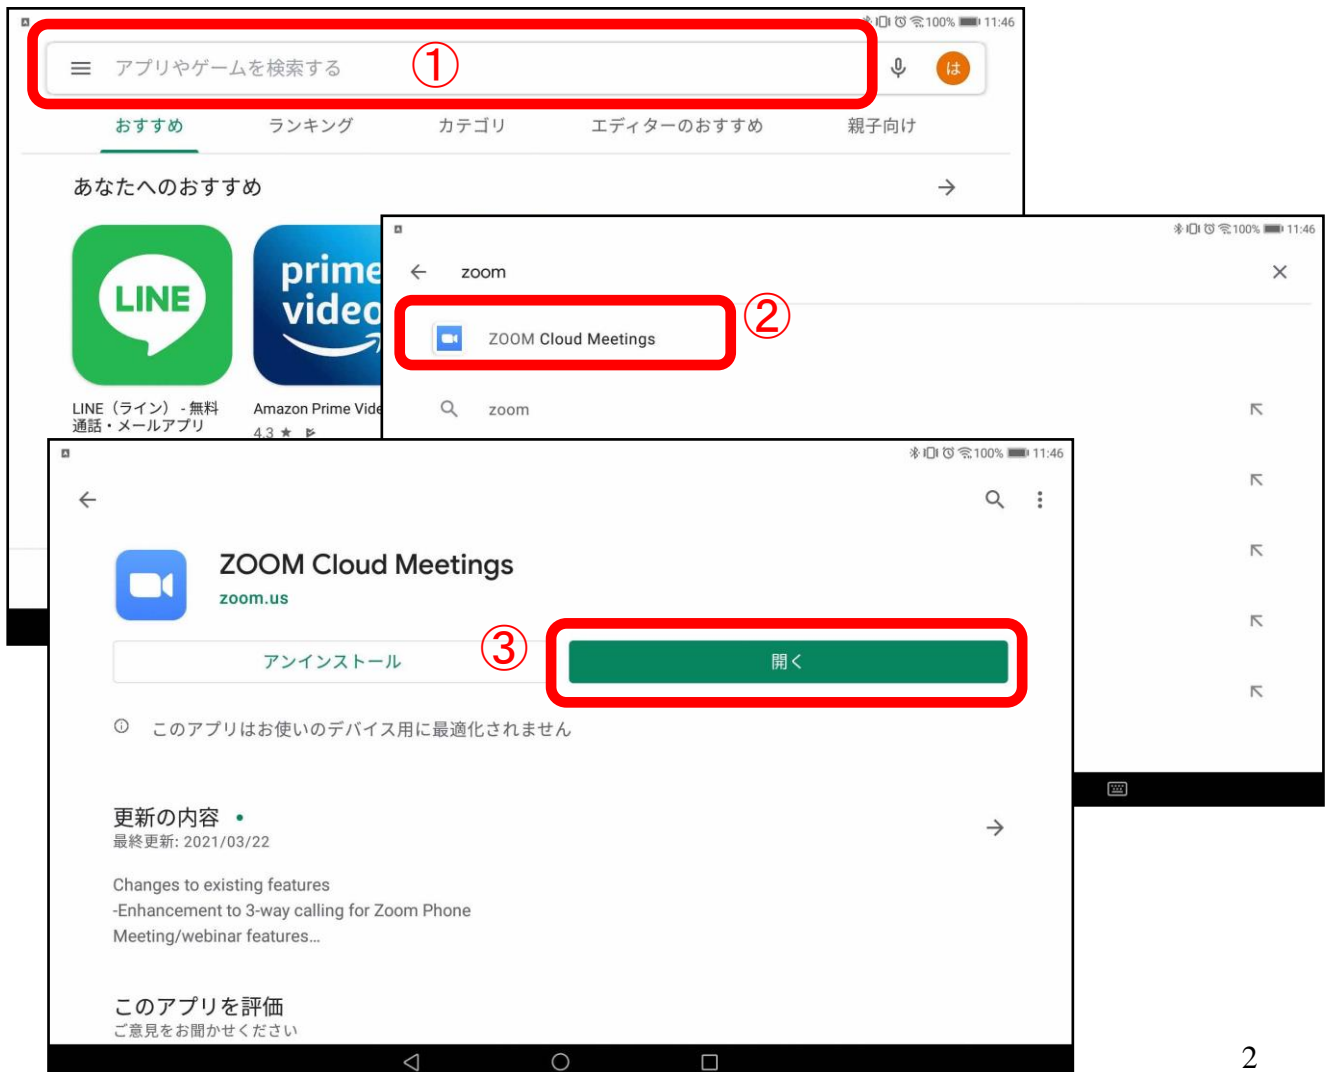 100% 11:46
アプリやゲームを検索する
①
は
おすすめ ランキング カテゴリ エディターのおすすめ 親子向け
あなたへのおすすめ
LINE
prime
video
LINE（ライン） - 無料
通話・メールアプリ
Amazon Prime Vide
4.3 ★
100% 11:46
zoom
②
ZOOM Cloud Meetings
zoom
100% 11:46
ZOOM Cloud Meetings
zoom.us
③
アンインストール
開く
このアプリはお使いのデバイス用に最適化されません
更新の内容 •
最終更新: 2021/03/22
Changes to existing features
-Enhancement to 3-way calling for Zoom Phone
Meeting/webinar features…
このアプリを評価
ご意見をお聞かせください
2